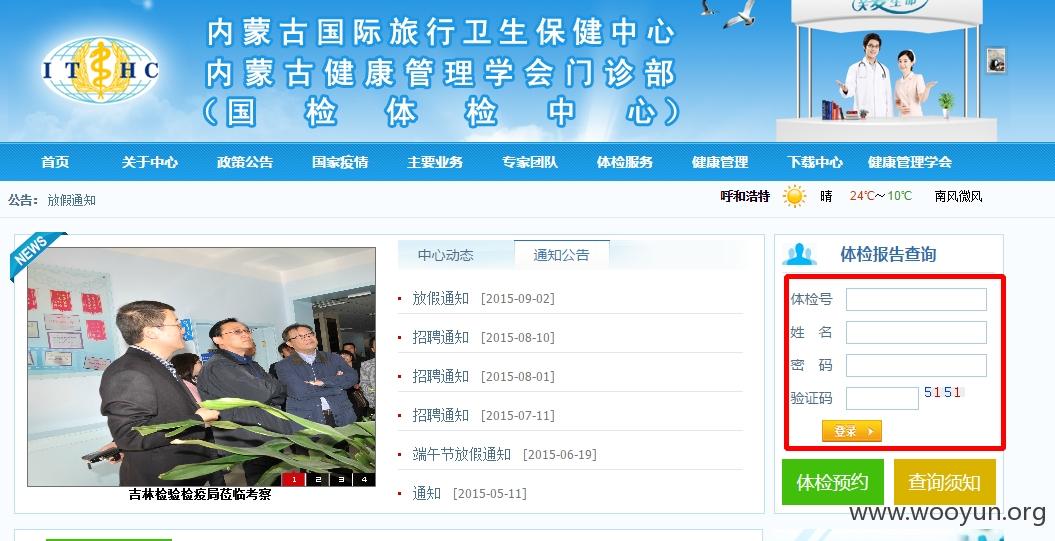 ITHC
内蒙古国际旅行卫生保健中心
内蒙古健康管理学会门诊部
（国检体检中心）
首页 关于中心 政策公告 国家疫情 主要业务 专家团队 体检服务 健康管理 下载中心 健康管理学会
公告：放假通知
呼和浩特 晴 24℃～10℃ 南风微风
NEWS
中心动态 通知公告
放假通知 [2015-09-02]
招聘通知 [2015-08-10]
招聘通知 [2015-08-01]
招聘通知 [2015-07-11]
端午节放假通知 [2015-06-19]
通知 [2015-05-11]
1 2 3 4
吉林检验检疫局莅临考察
体检报告查询
体检号
姓 名
密 码
验证码 5151
登录
体检预约 查询须知
www.wooyun.org